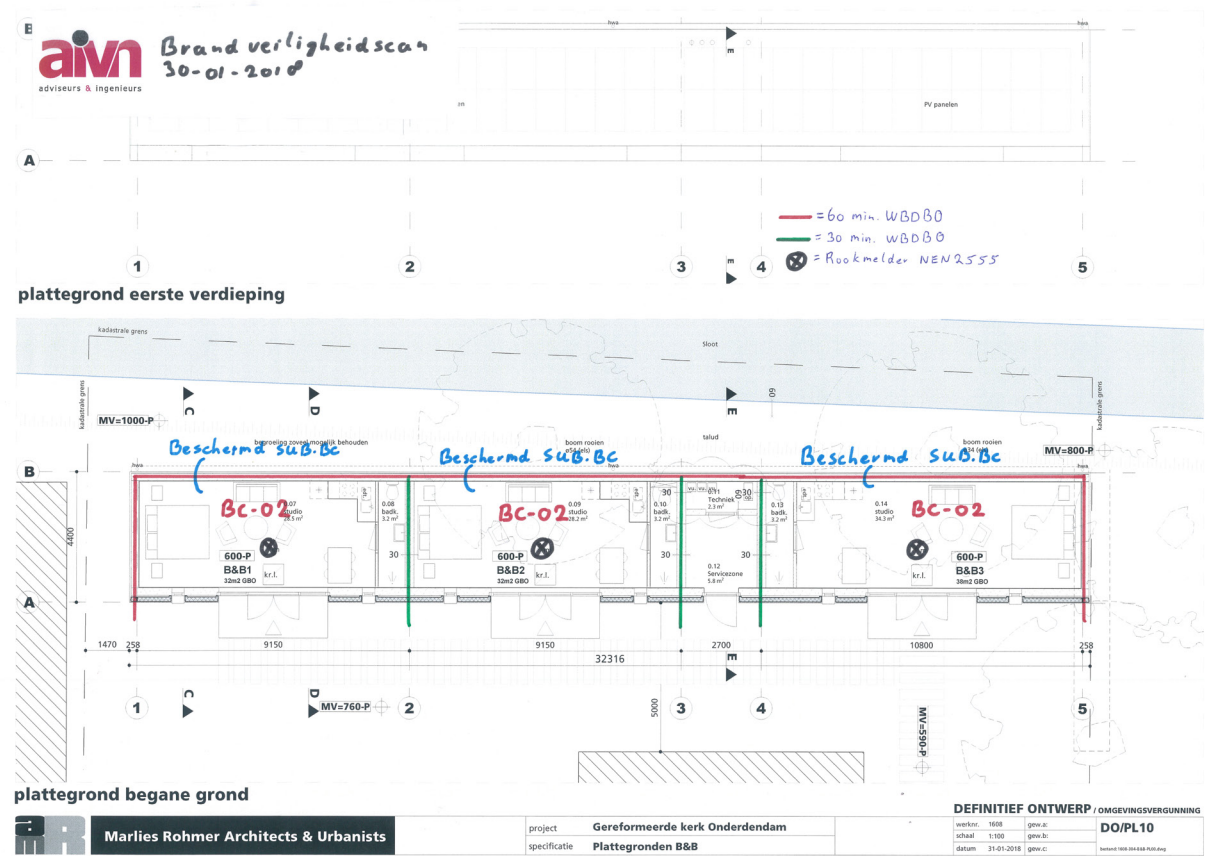 B
aivn
adviseurs & ingenieurs
Brandveiligheidscan
30-01-2018
hwa
hwa
E
en
PV panelen
A
= 60 min. WBDBO
= 30 min. WBDBO
= Rookmelder NEN2555
1
2
3
E
4
5
plattegrond eerste verdieping
kadastrale grens
Sloot
kadastrale grens
kadastrale grens
C
D
E
60
MV=1000-P
begroeing zoveel mogelijk behouden
boom rooien
talud
boom rooien
MV=800-P
Beschermd SUB.BC
Beschermd SUB.BC
Beschermd SUB.BC
B
hwa
hwa
hwa
BC-02
BC-02
BC-02
0.07
studio
28.5 m²
0.08
badk.
3.2 m²
0.09
studio
28.2 m²
0.10
badk.
3.2 m²
30
0.11
Techniek
2.3 m²
60
30
0.13
badk.
3.2 m²
0.14
studio
34.3 m²
4400
600-P
B&B1
32m2 GBO
kr.l.
30
600-P
B&B2
32m2 GBO
kr.l.
30
0.12
Servicezone
5.8 m²
30
kr.l.
600-P
B&B3
38m2 GBO
A
1470
258
9150
9150
2700
10800
258
32316
E
C
D
1
MV=760-P
2
5000
3
4
MV=590-P
5
plattegrond begane grond
DEFINITIEF ONTWERP / OMGEVINGSVERGUNNING
Marlies Rohmer Architects & Urbanists
project Gereformeerde kerk Onderdendam
specificatie Plattegronden B&B
werknr. 1608 gew.a:
schaal 1:100 gew.b:
datum 31-01-2018 gew.c:
DO/PL10